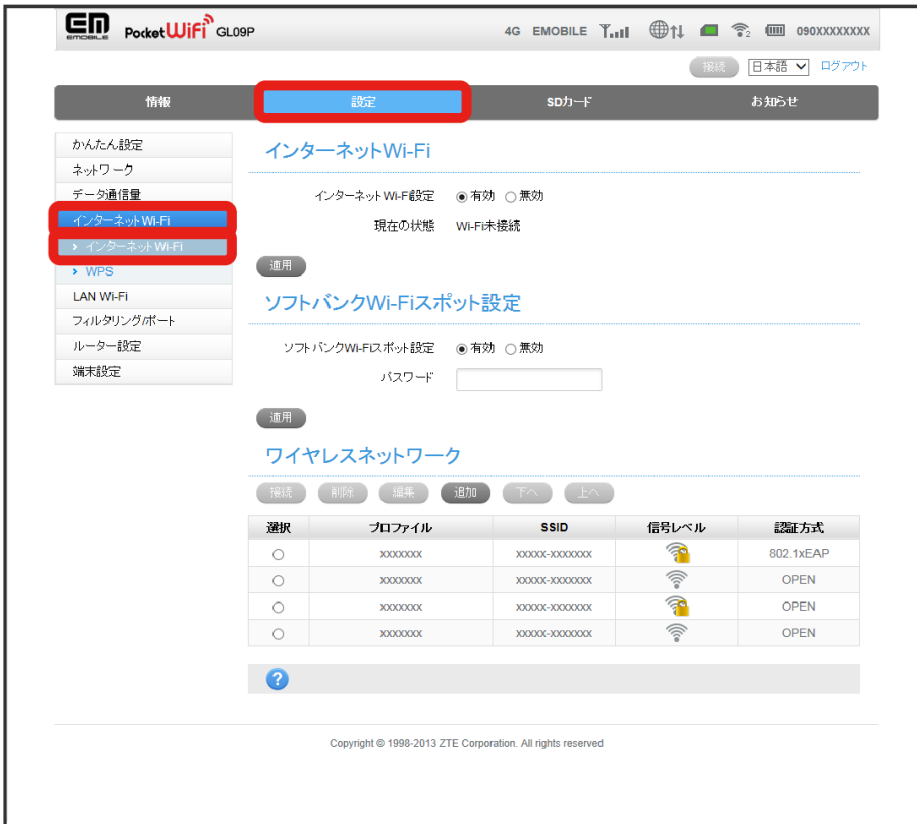 EM EMOBILE Pocket WiFi GL09P 4G EMOBILE 2 090XXXXXXXX
接続 日本語 ログアウト
情報 設定 SDカード お知らせ
かんたん設定
ネットワーク
データ通信量
インターネットWi-Fi
› インターネットWi-Fi
› WPS
LAN Wi-Fi
フィルタリング/ポート
ルーター設定
端末設定
インターネットWi-Fi
インターネットWi-Fi設定 有効 無効
現在の状態 Wi-Fi未接続
適用
ソフトバンクWi-Fiスポット設定
ソフトバンクWi-Fiスポット設定 有効 無効
パスワード
適用
ワイヤレスネットワーク
接続 削除 編集 追加 下へ 上へ
選択 プロファイル SSID 信号レベル 認証方式
xxxxxxx xxxxx-xxxxxxx 802.1xEAP
xxxxxxx xxxxx-xxxxxxx OPEN
xxxxxxx xxxxx-xxxxxxx OPEN
xxxxxxx xxxxx-xxxxxxx OPEN
?
Copyright © 1998-2013 ZTE Corporation. All rights reserved